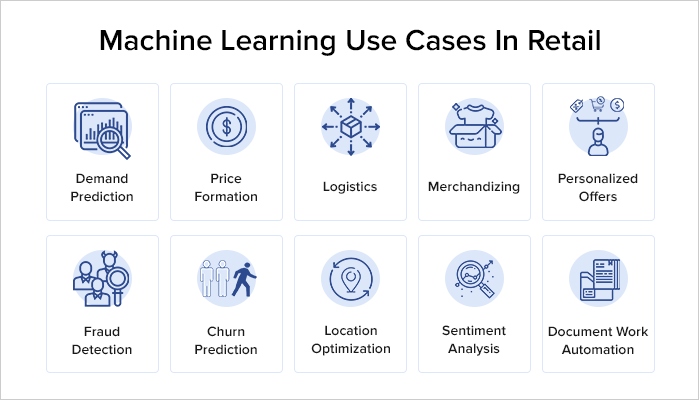 Machine Learning Use Cases In Retail
Demand
Prediction
Price
Formation
Logistics
Merchandizing
Personalized
Offers
Fraud
Detection
Churn
Prediction
Location
Optimization
Sentiment
Analysis
Document Work
Automation